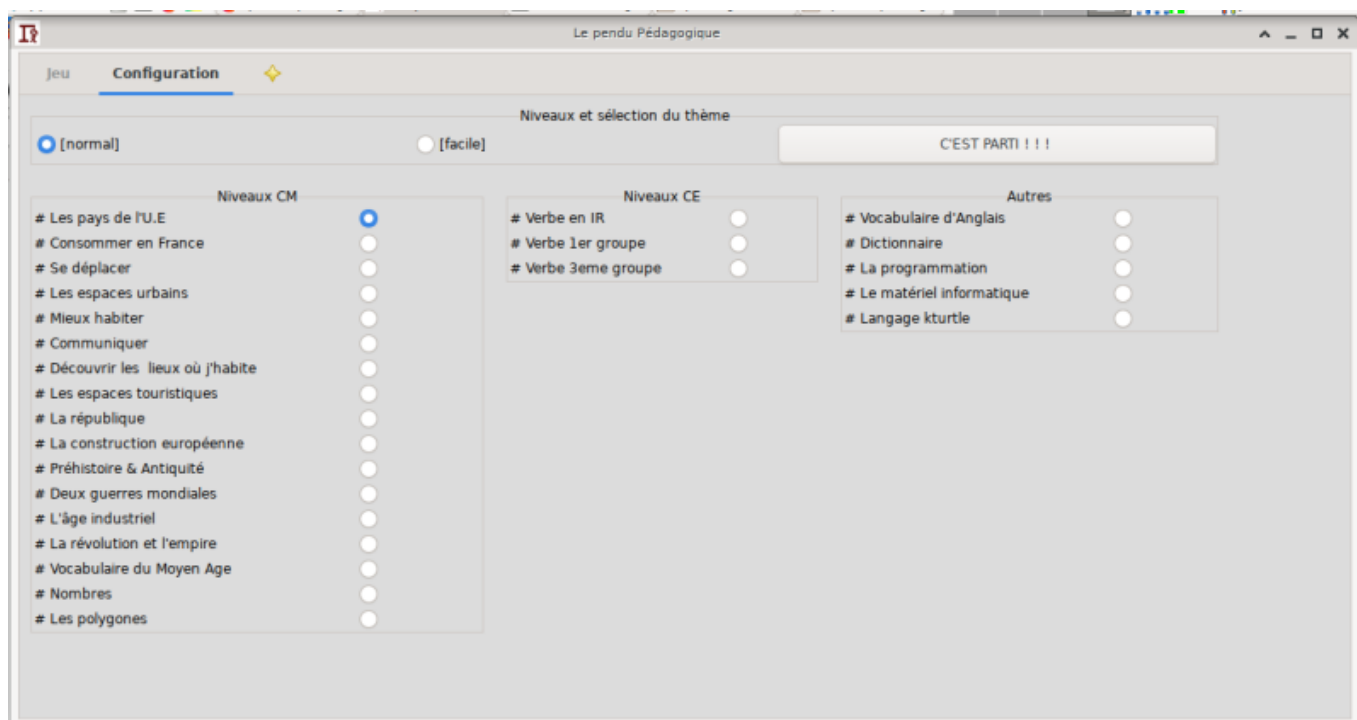 Le pendu Pédagogique
Jeu Configuration
Niveaux et sélection du thème
[normal] [facile] C'EST PARTI ! ! !
Niveaux CM
# Les pays de l'U.E
# Consommer en France
# Se déplacer
# Les espaces urbains
# Mieux habiter
# Communiquer
# Découvrir les  lieux où j'habite
# Les espaces touristiques
# La république
# La construction européenne
# Préhistoire & Antiquité
# Deux guerres mondiales
# L'âge industriel
# La révolution et l'empire
# Vocabulaire du Moyen Age
# Nombres
# Les polygones
Niveaux CE
# Verbe en IR
# Verbe 1er groupe
# Verbe 3eme groupe
Autres
# Vocabulaire d'Anglais
# Dictionnaire
# La programmation
# Le matériel informatique
# Langage kturtle